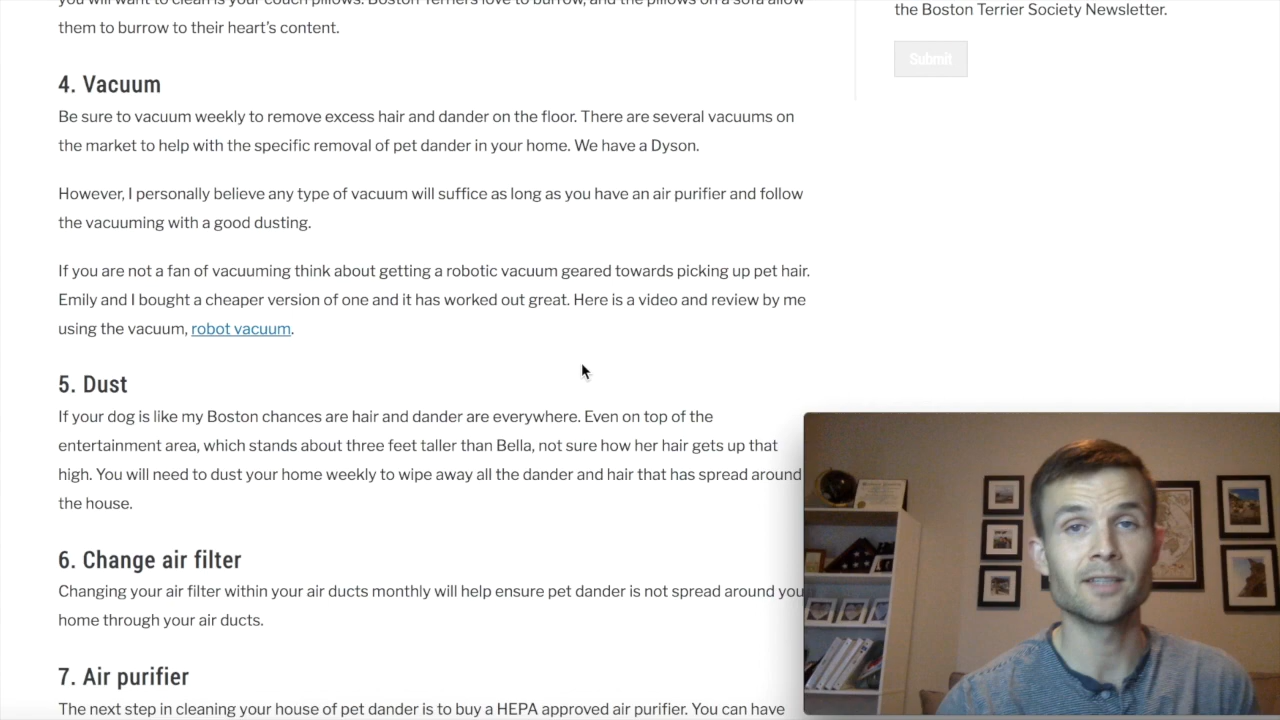 you will want to clean is your couch pillows. Boston Terriers love to burrow, and the pillows on a sofa allow
them to burrow to their heart's content.
4. Vacuum
Be sure to vacuum weekly to remove excess hair and dander on the floor. There are several vacuums on
the market to help with the specific removal of pet dander in your home. We have a Dyson.
However, I personally believe any type of vacuum will suffice as long as you have an air purifier and follow
the vacuuming with a good dusting.
If you are not a fan of vacuuming think about getting a robotic vacuum geared towards picking up pet hair.
Emily and I bought a cheaper version of one and it has worked out great. Here is a video and review by me
using the vacuum, robot vacuum.
5. Dust
If your dog is like my Boston chances are hair and dander are everywhere. Even on top of the
entertainment area, which stands about three feet taller than Bella, not sure how her hair gets up that
high. You will need to dust your home weekly to wipe away all the dander and hair that has spread around
the house.
6. Change air filter
Changing your air filter within your air ducts monthly will help ensure pet dander is not spread around you
home through your air ducts.
7. Air purifier
The next step in cleaning your house of pet dander is to buy a HEPA approved air purifier. You can have
the Boston Terrier Society Newsletter.
Submit